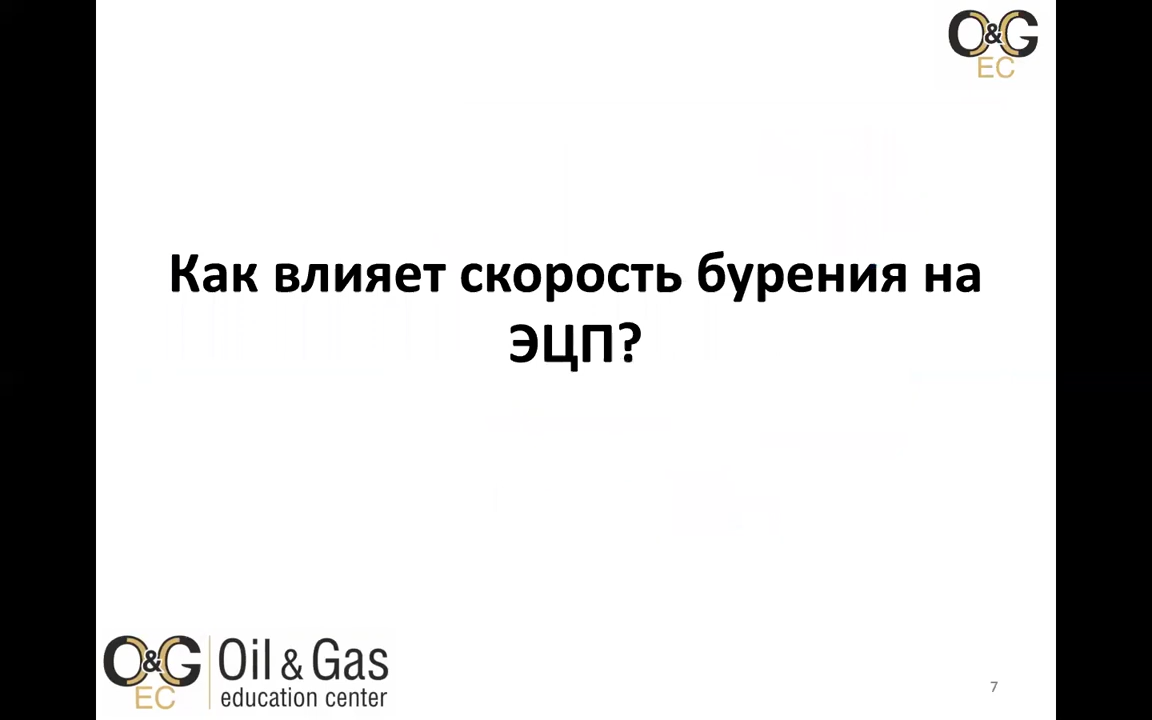 O&G
EC
Как влияет скорость бурения на
ЭЦП?
O&G
EC
Oil & Gas
education center
7